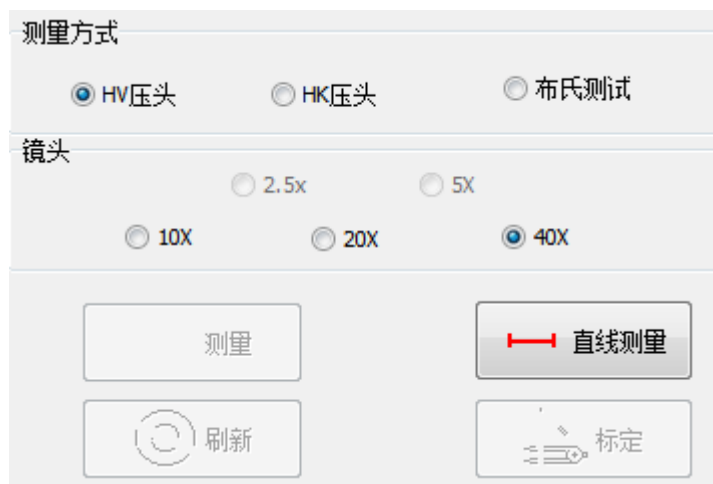 测量方式
HV压头 HK压头 布氏测试
镜头
2.5x 5X
10X 20X 40X
测量 直线测量
刷新 标定